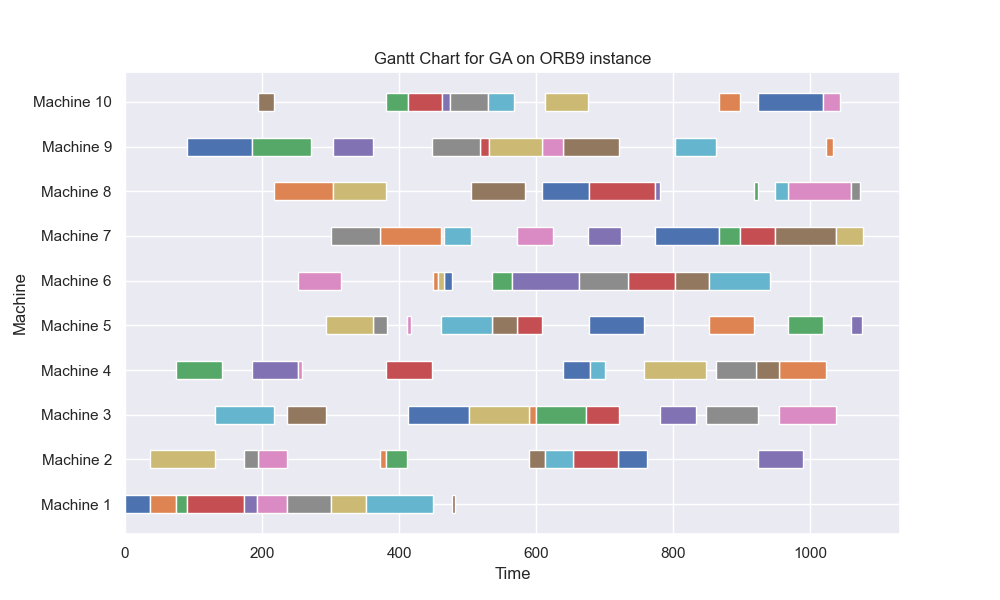 Gantt Chart for GA on ORB9 instance
Machine 10
Machine 9
Machine 8
Machine 7
Machine 6
Machine 5
Machine 4
Machine 3
Machine 2
Machine 1
Machine
0 200 400 600 800 1000
Time